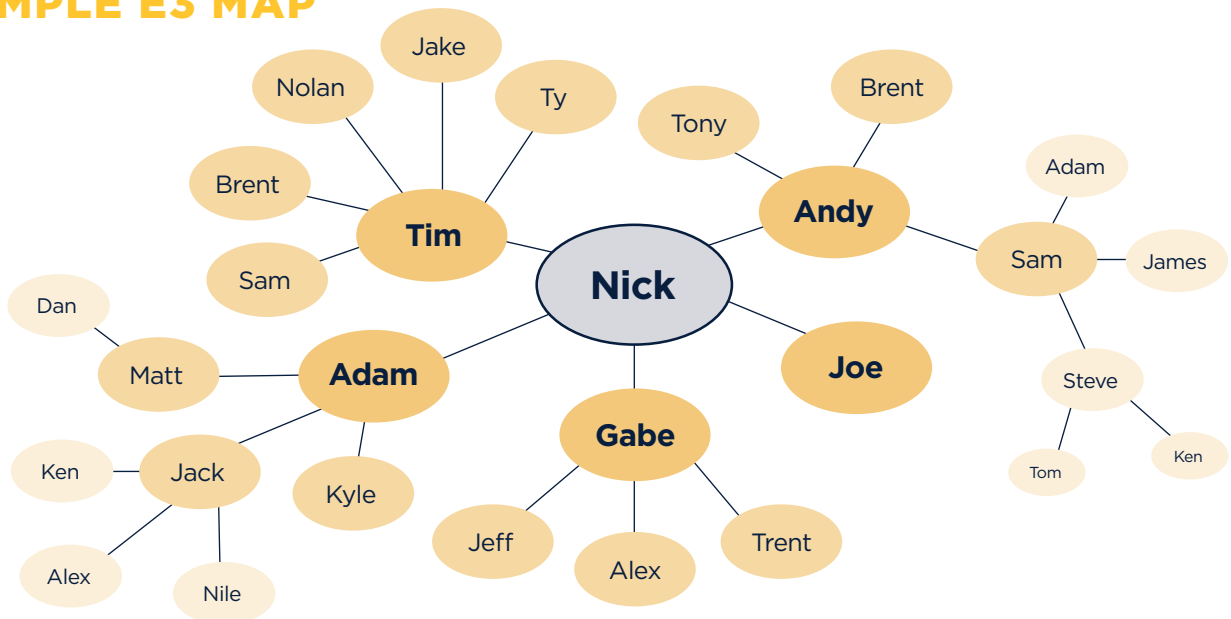 MPLE E3 MAP
Jake
Nolan
Ty
Brent
Tony
Adam
Brent
Tim
Andy
Sam
James
Sam
Nick
Dan
Matt
Adam
Joe
Steve
Gabe
Ken
Jack
Kyle
Tom
Ken
Jeff
Alex
Trent
Alex
Nile